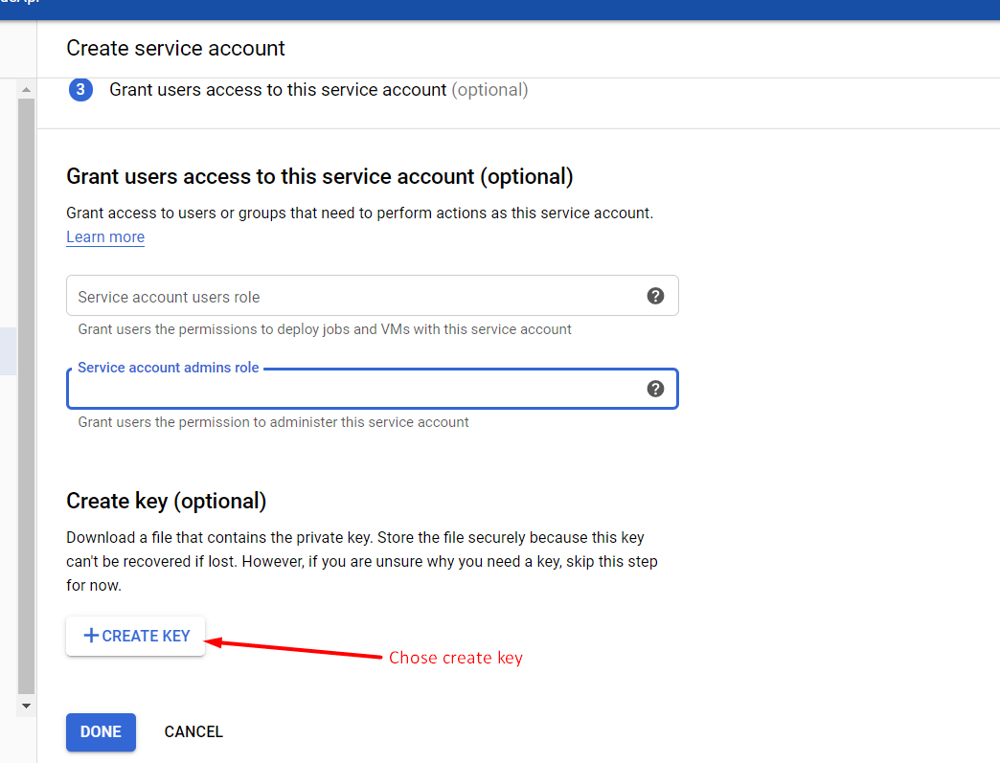 Create service account
3 Grant users access to this service account (optional)
Grant users access to this service account (optional)
Grant access to users or groups that need to perform actions as this service account.
Learn more
Service account users role
Grant users the permissions to deploy jobs and VMs with this service account
Service account admins role
Grant users the permission to administer this service account
Create key (optional)
Download a file that contains the private key. Store the file securely because this key
can't be recovered if lost. However, if you are unsure why you need a key, skip this step
for now.
+CREATE KEY
Chose create key
DONE CANCEL